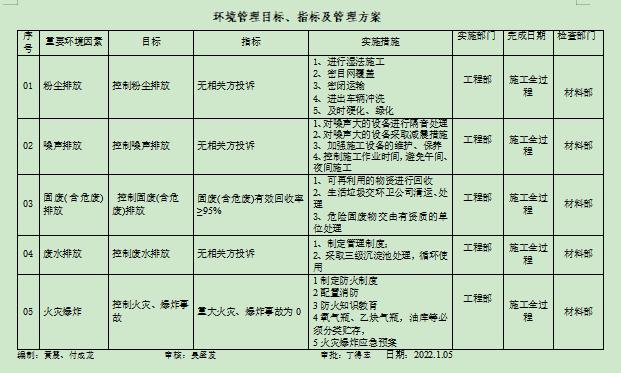 环境管理目标、指标及管理方案
序号 重要环境因素 目标 指标 实施措施 实施部门 完成日期 检查部门
01 粉尘排放 控制粉尘排放 无相关方投诉 工程部 施工全过程 材料部
1、进行湿法施工
2、密目网覆盖
3、密闭运输
4、进出车辆冲洗
5、及时硬化、绿化
02 噪声排放 控制噪声排放 无相关方投诉 工程部 施工全过程 材料部
1、对噪声大的设备进行隔音处理
2、对噪声大的设备采取减震措施
3、加强施工设备的维护、保养
4、控制施工作业时间，避免午间、
夜间施工
03 固废(含危废)排放 控制固废(含危废)排放 固废(含危废)有效回收率≥95% 工程部 施工全过程 材料部
1、可再利用的物资进行回收
2、生活垃圾交环卫公司清运、处
理
3、危险固废物交由有资质的单
位处理
04 废水排放 控制废水排放 无相关方投诉 工程部 施工全过程 材料部
1、制定管理制度；
2、采取三级沉淀池处理，循环使
用
05 火灾爆炸 控制火灾、爆炸事故 重大火灾、爆炸事故为 0 工程部 施工全过程 材料部
1 制定防火制度
2 配置消防
3 防火知识教育
4 氧气瓶、乙炔气瓶，油库等必
须分类贮存，
5 火灾爆炸应急预案
编制：黄晨、付成龙 审核：吴 发 审批：丁得志 日期：2022.1.05